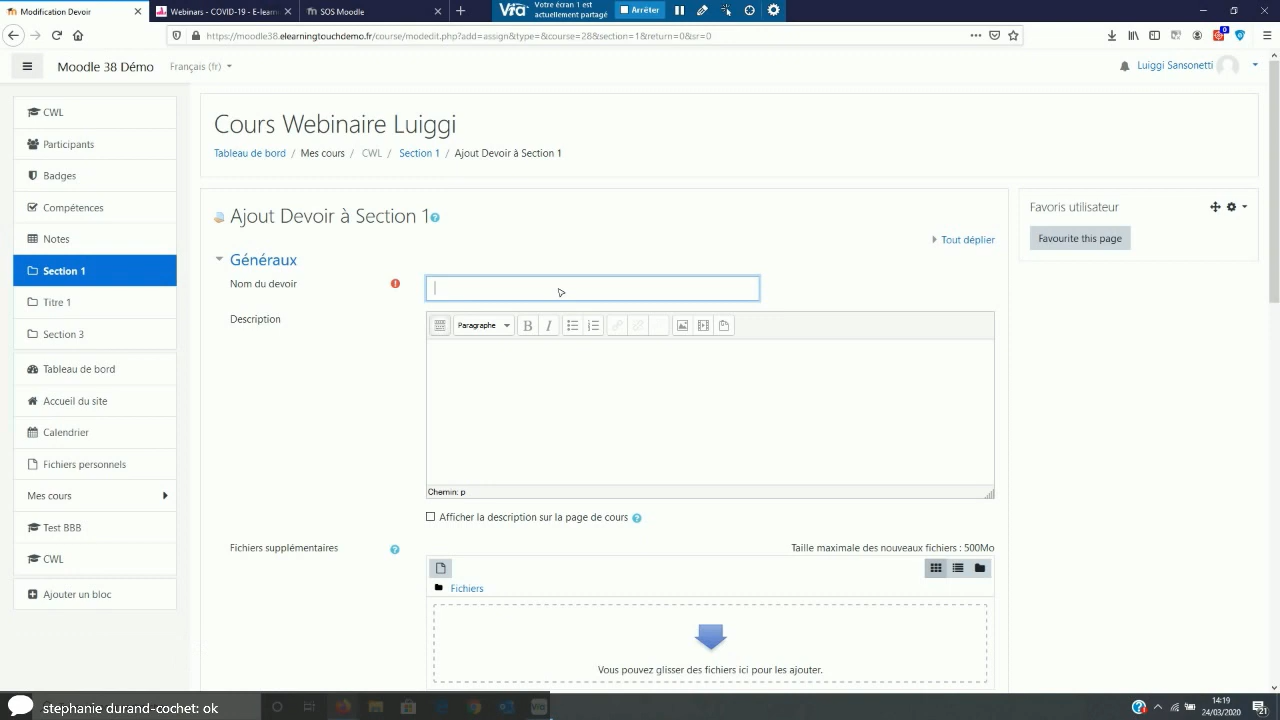 Modification Devoir
Webinars - COVID-19 - E-learn
SOS Moodle
Via
Votre écran 1 est
actuellement partagé
Arrêter
https://moodle38.elearningtouchdemo.fr/course/modedit.php?add=assign&type=&course=28&section=1&return=0&sr=0
Moodle 38 Démo
Français (fr)
Luiggi Sansonetti
CWL
Participants
Badges
Compétences
Notes
Section 1
Titre 1
Section 3
Tableau de bord
Accueil du site
Calendrier
Fichiers personnels
Mes cours
Test BBB
CWL
Ajouter un bloc
Cours Webinaire Luiggi
Tableau de bord / Mes cours / CWL / Section 1 / Ajout Devoir à Section 1
Ajout Devoir à Section 1
Tout déplier
Généraux
Nom du devoir
Description
Paragraphe
B I
Chemin: p
Afficher la description sur la page de cours
Fichiers supplémentaires
Taille maximale des nouveaux fichiers : 500Mo
Fichiers
Vous pouvez glisser des fichiers ici pour les ajouter.
Favoris utilisateur
Favourite this page
stephanie durand-cochet: ok
Via
14:19
24/03/2020
21